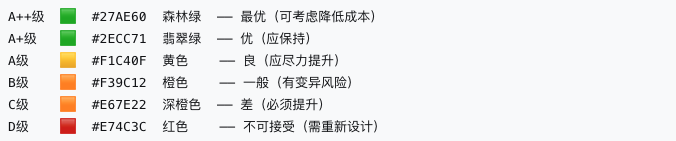 A++级 🟩 #27AE60 森林绿 —— 最优（可考虑降低成本）
A+级 🟩 #2ECC71 翡翠绿 —— 优（应保持）
A级 🟨 #F1C40F 黄色 —— 良（应尽力提升）
B级 🟧 #F39C12 橙色 —— 一般（有变异风险）
C级 🟧 #E67E22 深橙色 —— 差（必须提升）
D级 🟥 #E74C3C 红色 —— 不可接受（需重新设计）